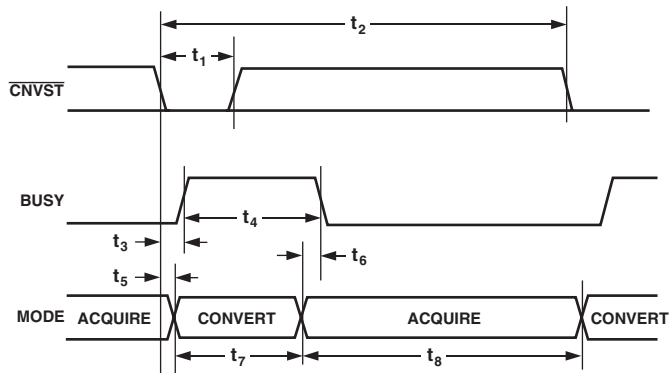 t2
t1
CNVST
BUSY
t4
t3
t6
t5
MODE ACQUIRE CONVERT ACQUIRE CONVERT
t7 t8